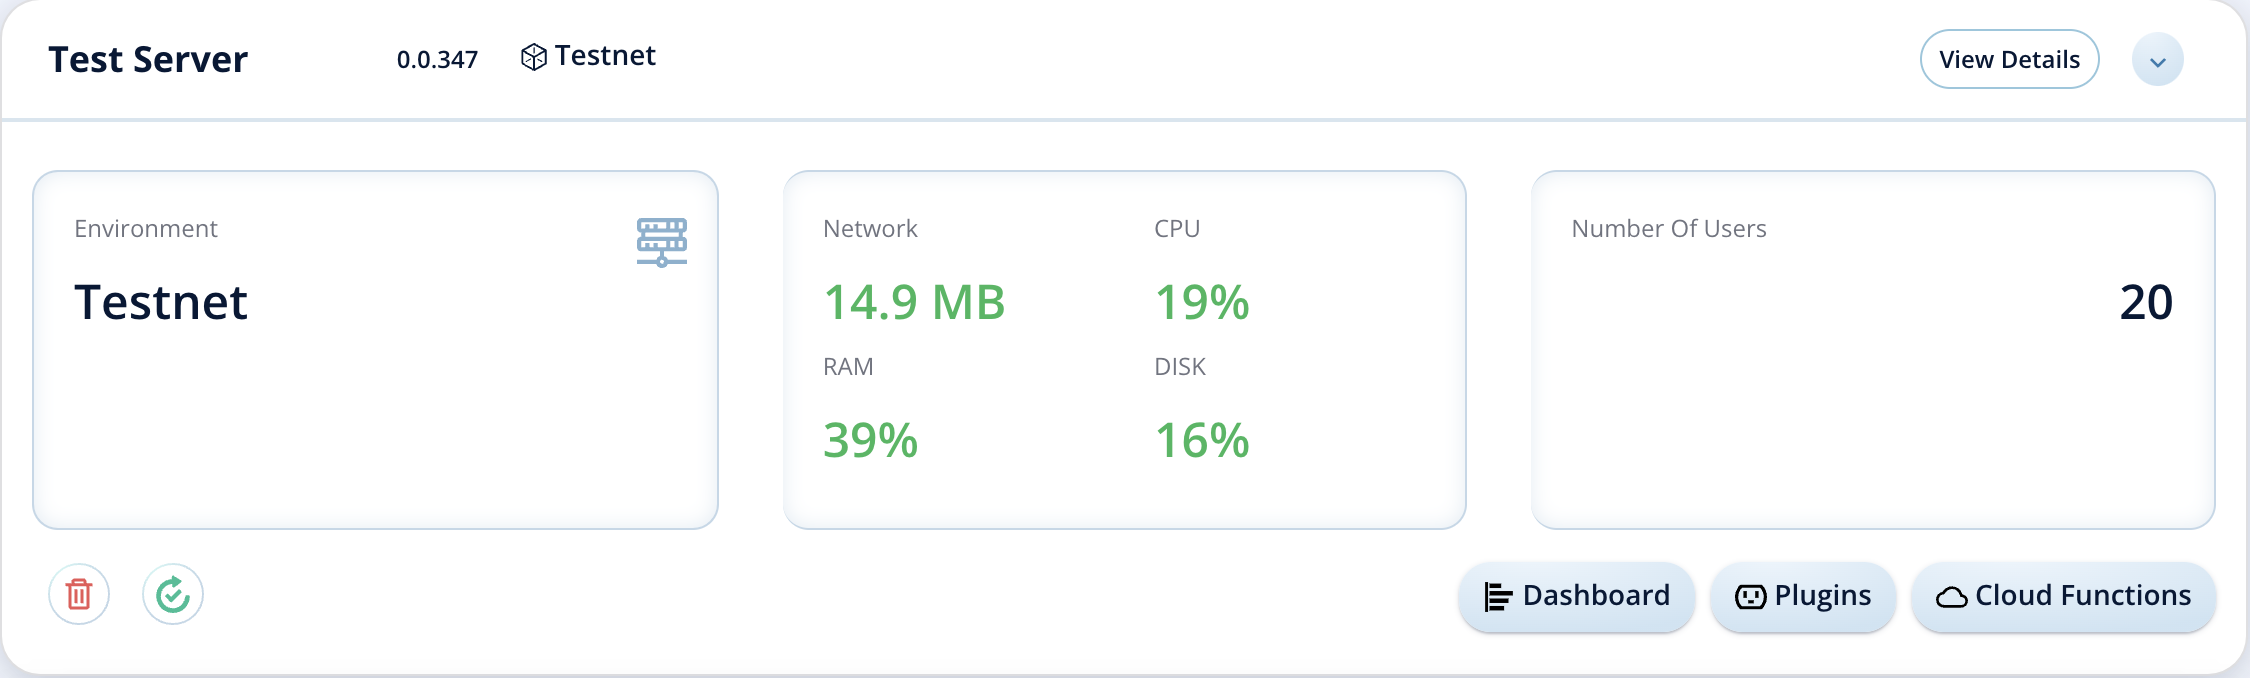 Test Server 0.0.347 Testnet View Details
Environment
Testnet
Network CPU
14.9 MB 19%
RAM DISK
39% 16%
Number Of Users
20
Dashboard Plugins Cloud Functions